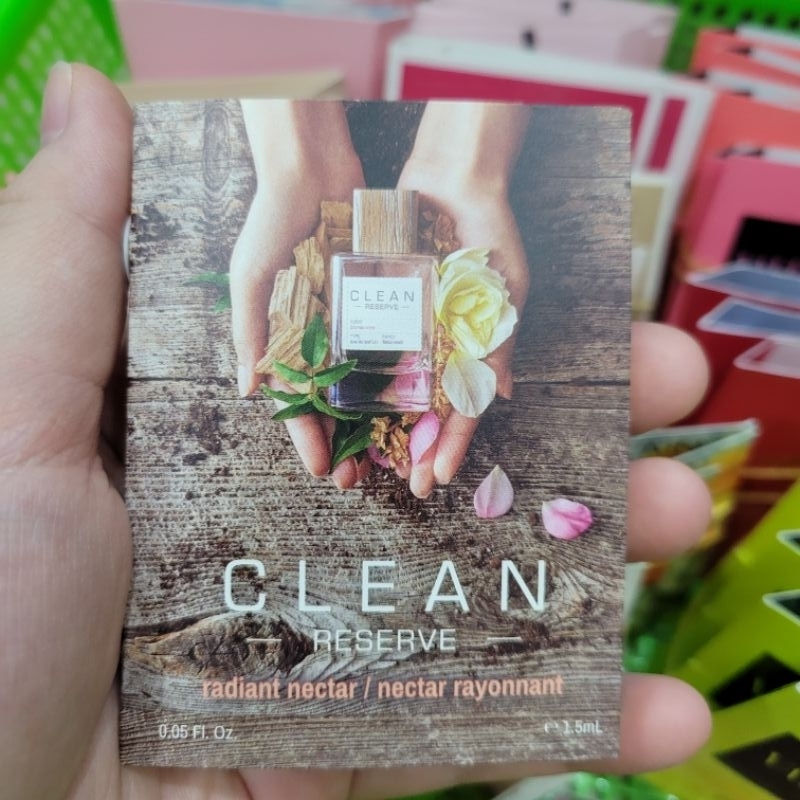 CLEAN
RESERVE
CLEAN
RESERVE
radiant nectar / nectar rayonnant
0.05 Fl. Oz.
℮ 1.5mL